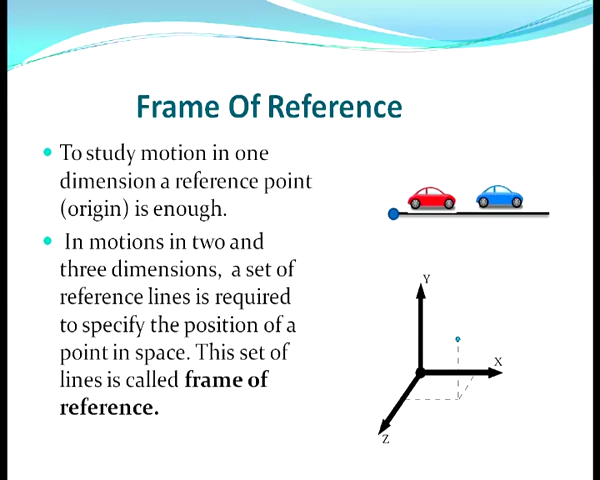 Frame Of Reference
To study motion in one
dimension a reference point
(origin) is enough.
In motions in two and
three dimensions, a set of
reference lines is required
to specify the position of a
point in space. This set of
lines is called frame of
reference.
Y
X
Z